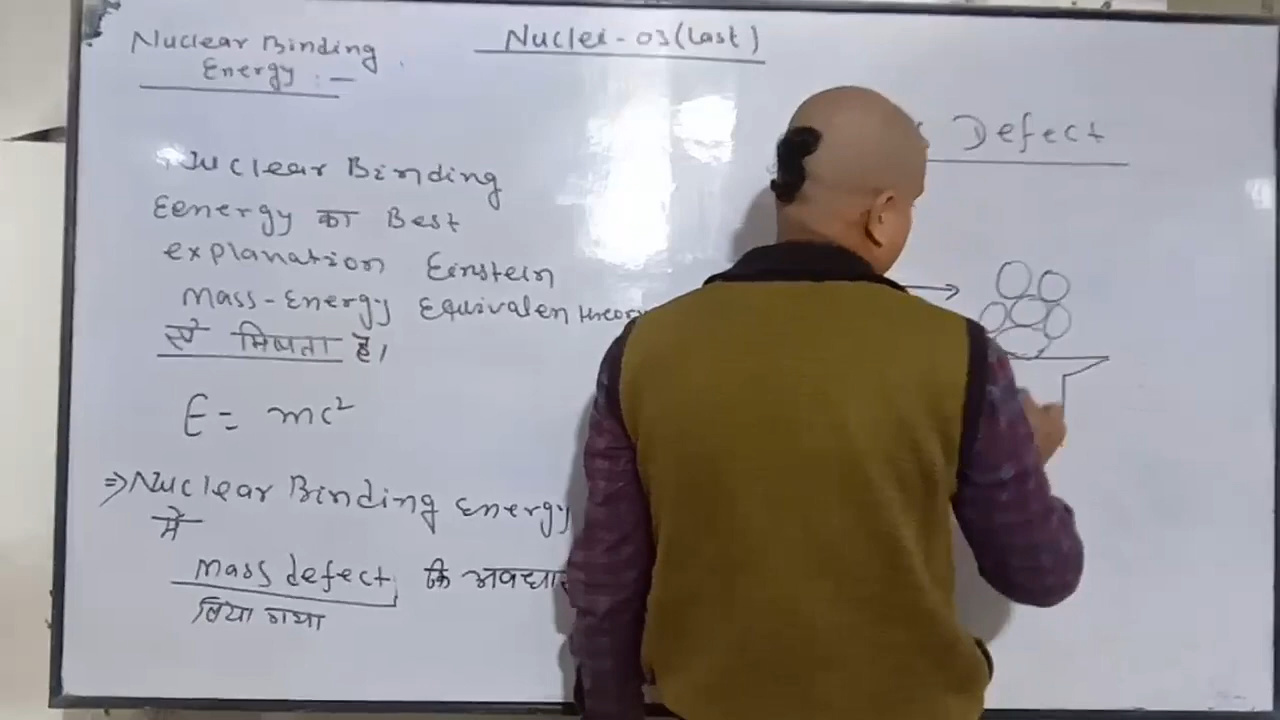 Nuclei-03(Last)
Nuclear Binding
Energy :-
Nuclear Binding
Eenergy का Best
explanation Einstein
mass-Energy Equivalen theory
से मिलता है।
E = mc²
⇒ Nuclear Binding Energy
में
mass defect कि
लिया गया
Defect